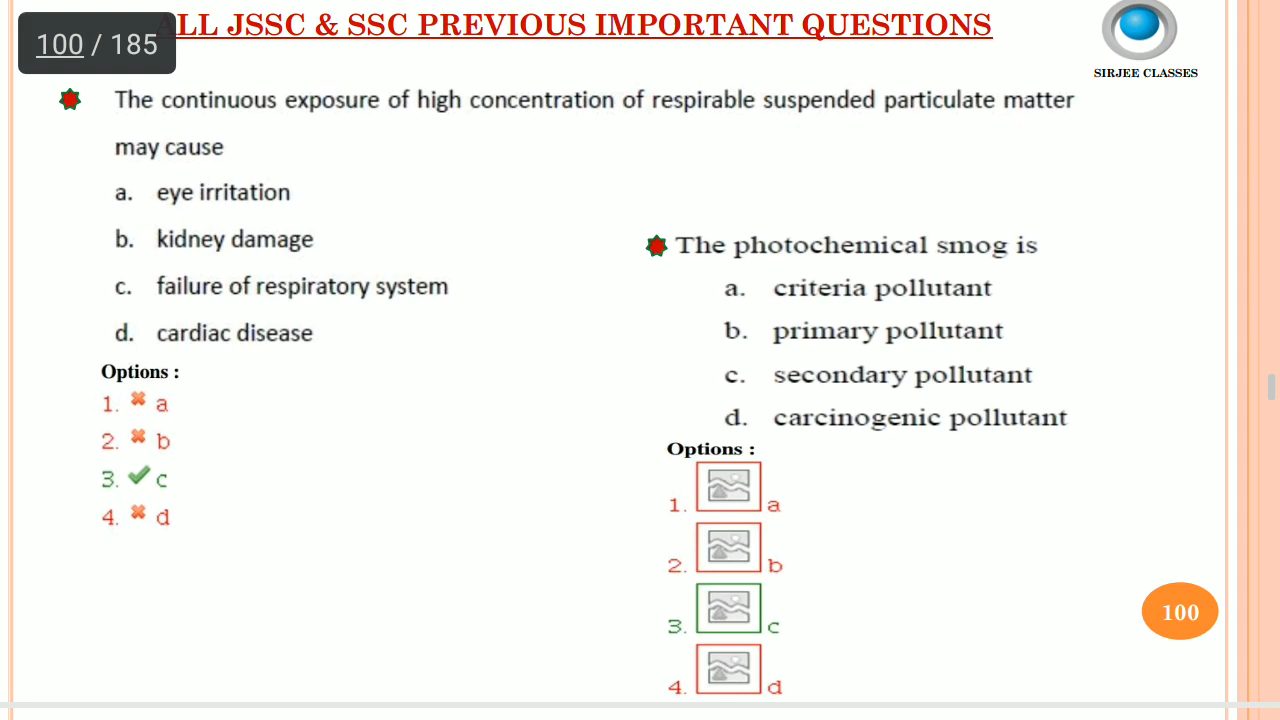 100 / 185
ALL JSSC & SSC PREVIOUS IMPORTANT QUESTIONS
SIRJEE CLASSES
The continuous exposure of high concentration of respirable suspended particulate matter
may cause
a. eye irritation
b. kidney damage
c. failure of respiratory system
d. cardiac disease
Options :
1. a
2. b
3. c
4. d
The photochemical smog is
a. criteria pollutant
b. primary pollutant
c. secondary pollutant
d. carcinogenic pollutant
Options :
1. a
2. b
3. c
4. d
100